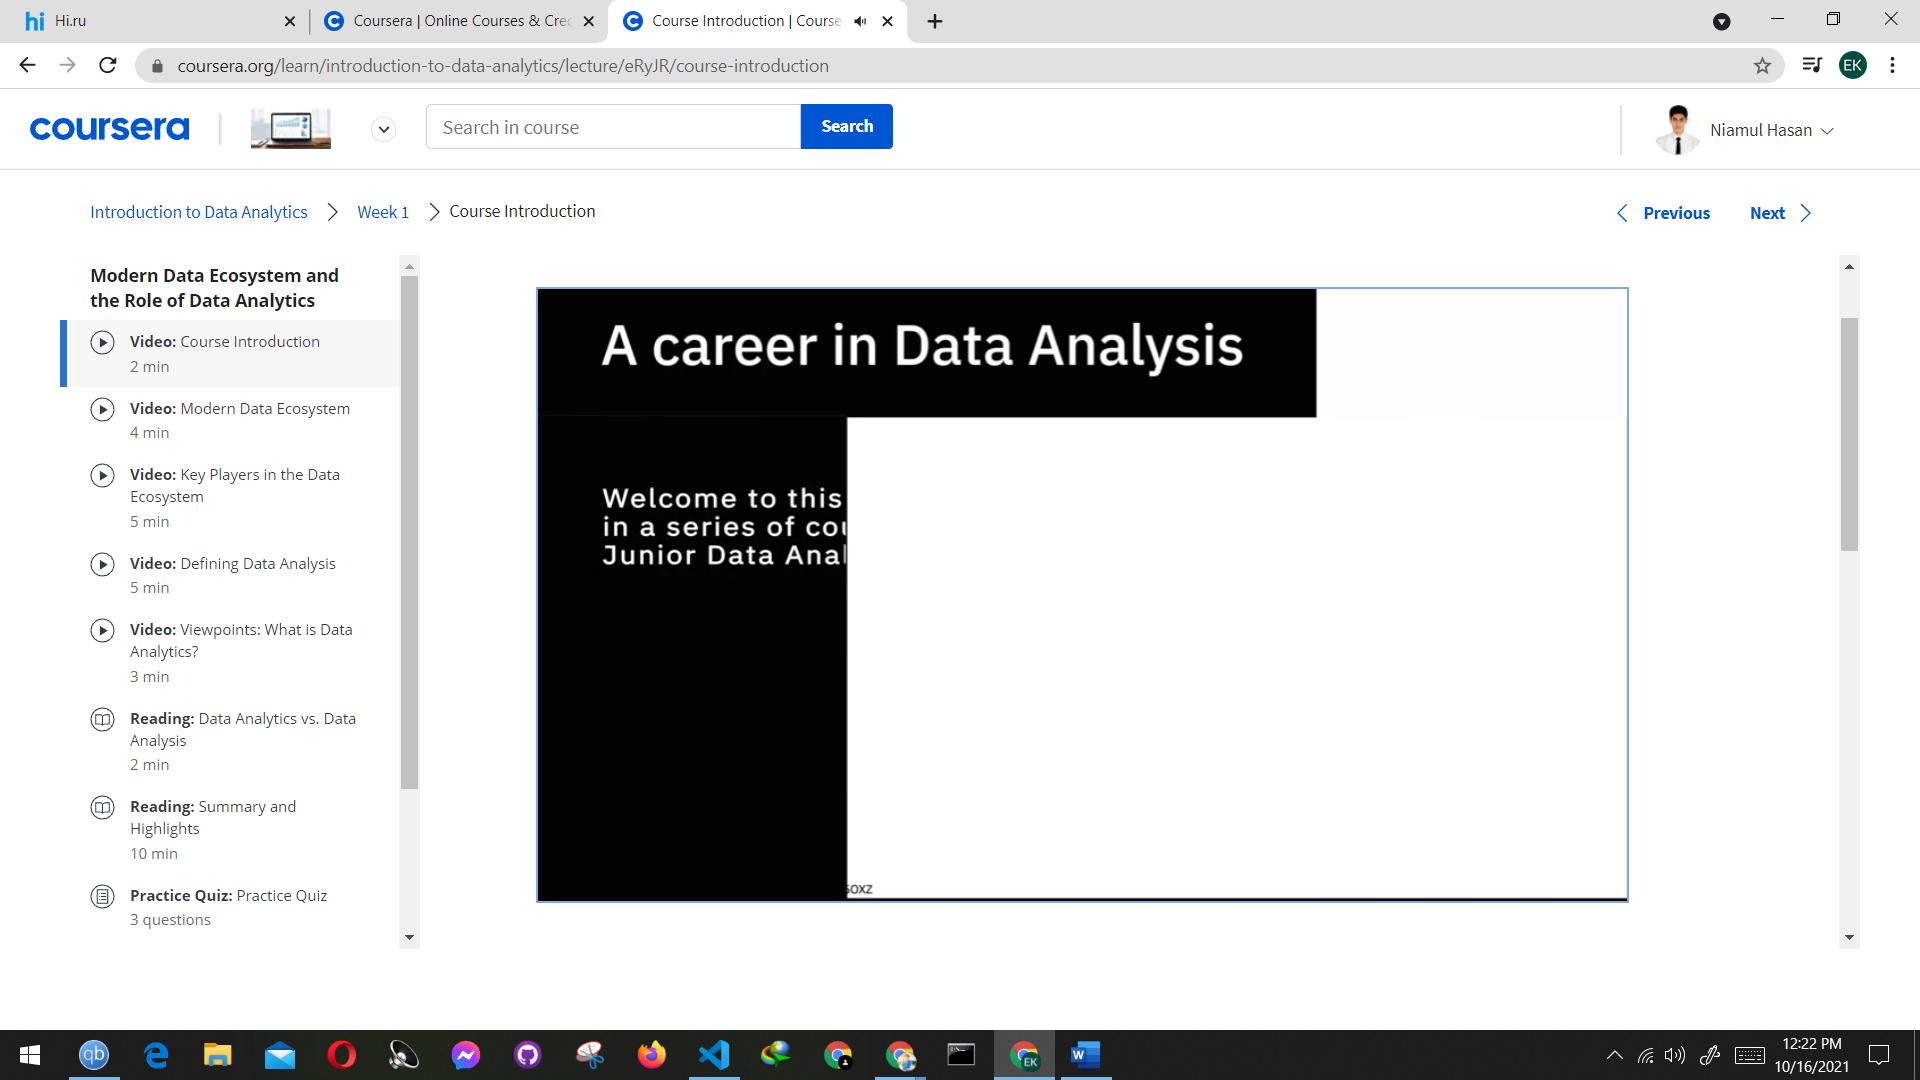 Hi.ru
Coursera | Online Courses & Cre
Course Introduction | Course
coursera.org/learn/introduction-to-data-analytics/lecture/eRyJR/course-introduction
EK
coursera
Search in course
Search
Niamul Hasan
Introduction to Data Analytics
Week 1
Course Introduction
Previous
Next
Modern Data Ecosystem and
the Role of Data Analytics
Video: Course Introduction
2 min
Video: Modern Data Ecosystem
4 min
Video: Key Players in the Data
Ecosystem
5 min
Video: Defining Data Analysis
5 min
Video: Viewpoints: What is Data
Analytics?
3 min
Reading: Data Analytics vs. Data
Analysis
2 min
Reading: Summary and
Highlights
10 min
Practice Quiz: Practice Quiz
3 questions
A career in Data Analysis
Welcome to this
in a series of cou
Junior Data Anal
12:22 PM
10/16/2021